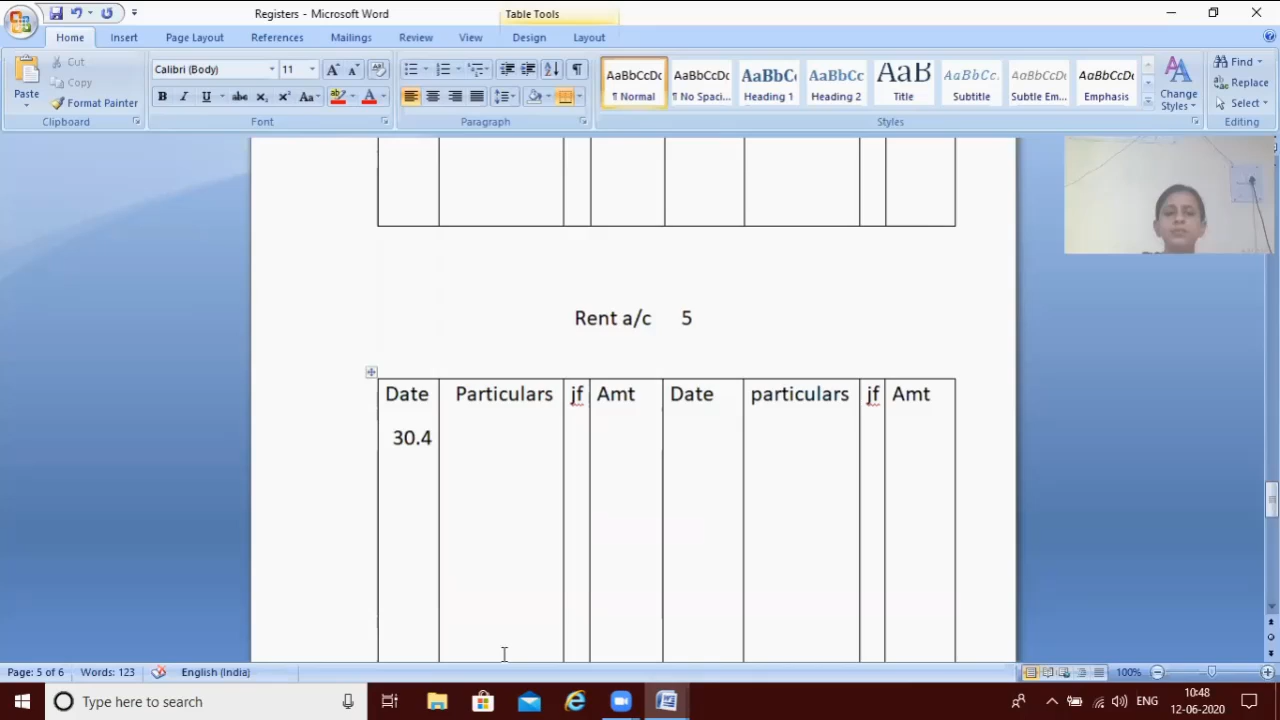 Registers - Microsoft Word
Table Tools
Home Insert Page Layout References Mailings Review View Design Layout
Paste
Cut
Copy
Format Painter
Clipboard
Calibri (Body) 11
B I U abc X₂ X² Aa A
Font
Paragraph
AaBbCcDc AaBbCcDc AaBbC AaBbCc AaB AaBbCc. AaBbCcDc AaBbCcDc
¶ Normal ¶ No Spaci... Heading 1 Heading 2 Title Subtitle Subtle Em... Emphasis
Change
Styles
Styles
Find
Replace
Select
Editing
Rent a/c 5
Date Particulars jf Amt Date particulars jf Amt
30.4
Page: 5 of 6 Words: 123 English (India) 100%
Type here to search
ENG
10:48
12-06-2020